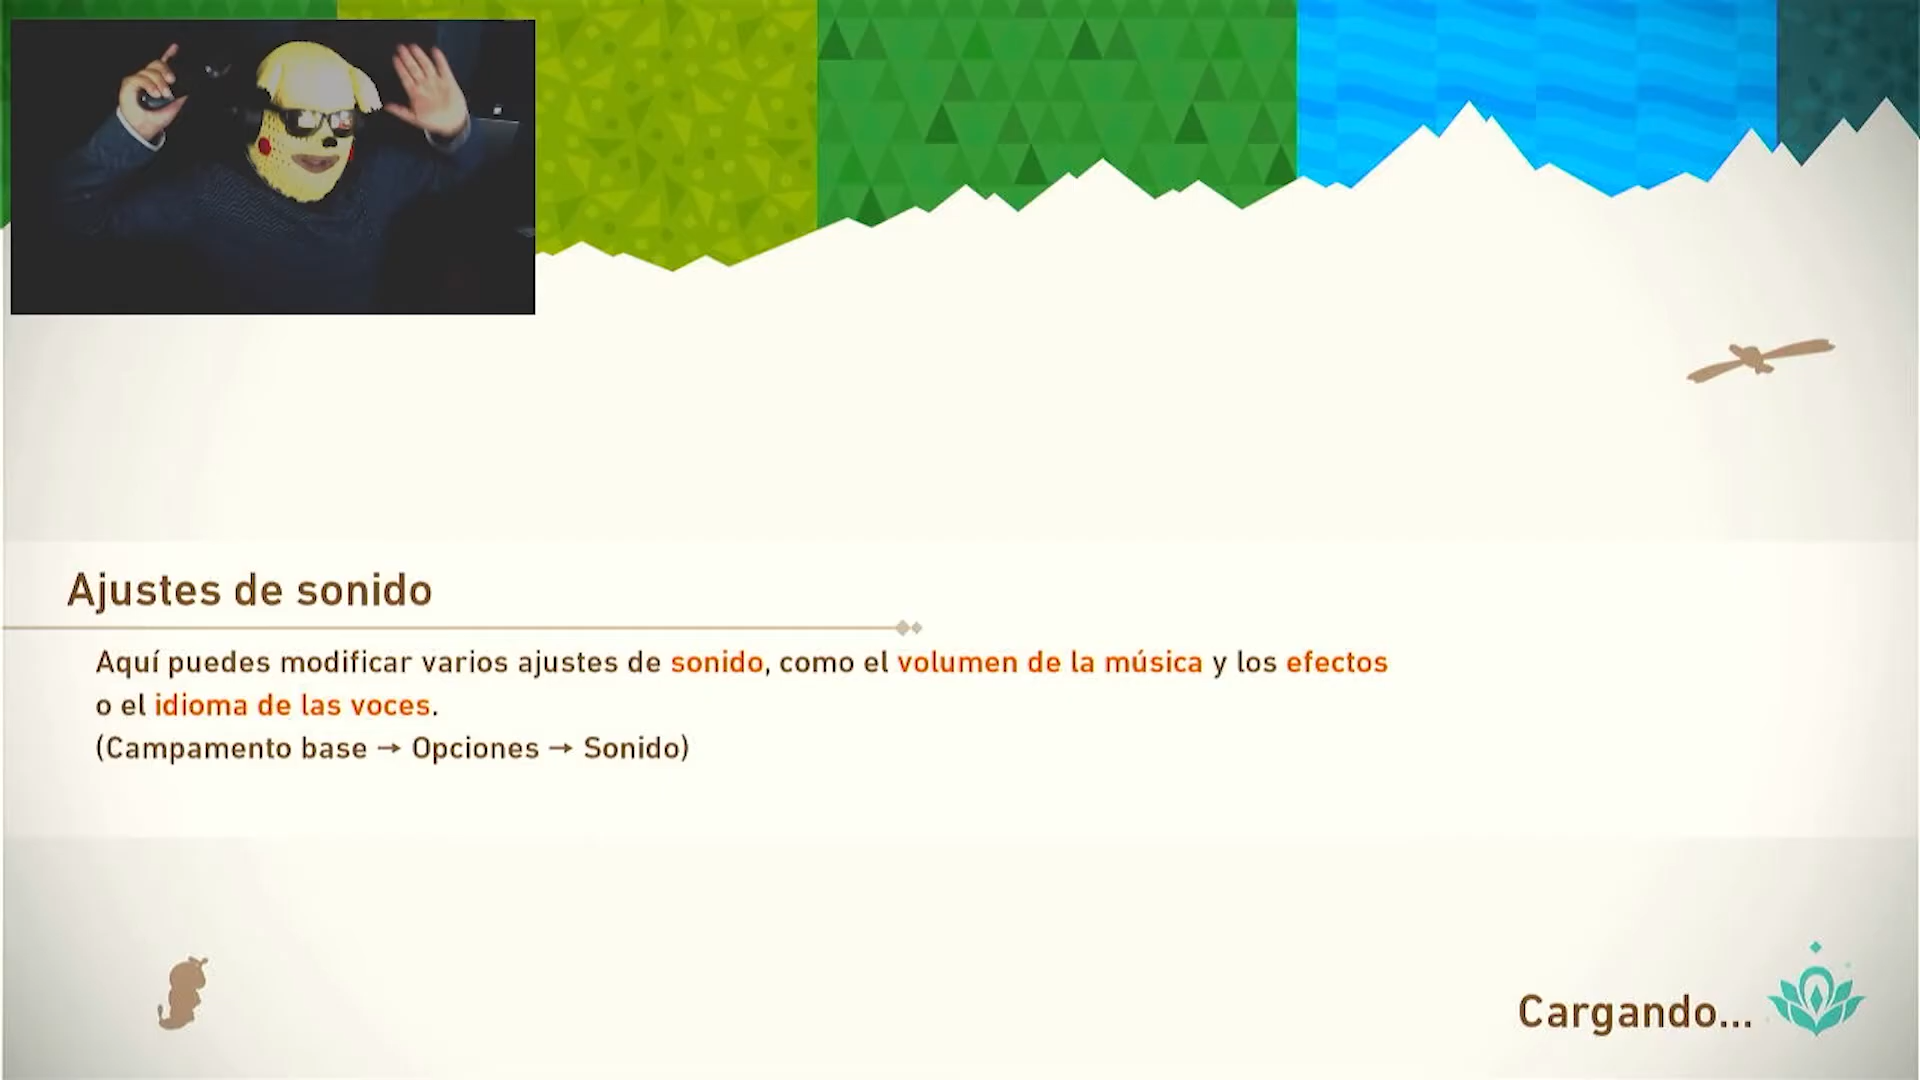 Ajustes de sonido
Aquí puedes modificar varios ajustes de sonido, como el volumen de la música y los efectos
o el idioma de las voces.
(Campamento base → Opciones → Sonido)
Cargando...